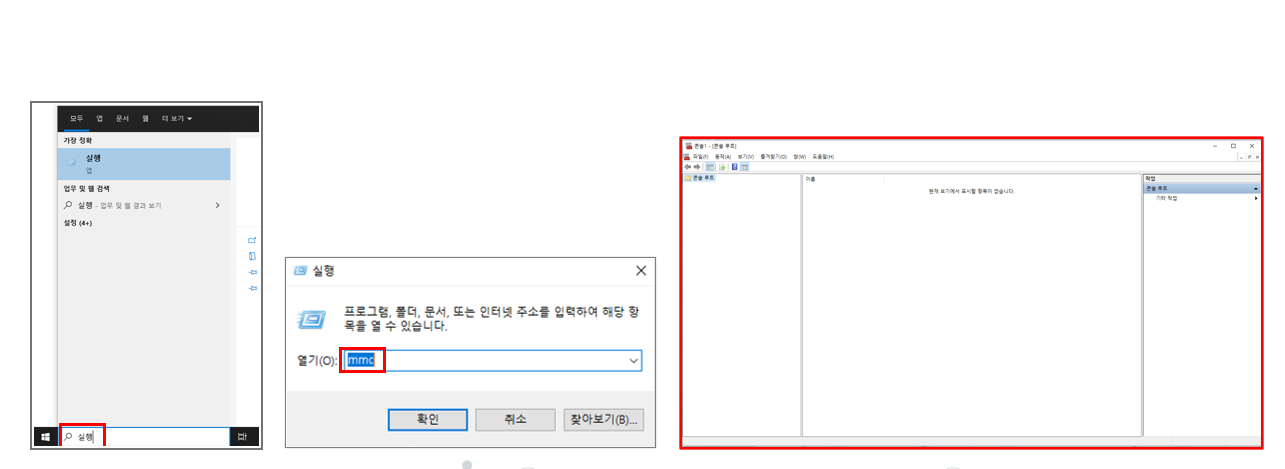 모두 앱 문서 웹 더 보기
가장 정확
실행
앱
업무 및 웹 검색
실행 - 업무 및 웹 결과 보기
설정 (4+)
실행
실행
프로그램, 폴더, 문서, 또는 인터넷 주소를 입력하여 해당 항
목을 열 수 있습니다.
열기(O):
mmc
확인 취소 찾아보기(B)...
콘솔1 - [콘솔 루트]
파일(F) 동작(A) 보기(V) 즐겨찾기(O) 창(W) 도움말(H)
콘솔 루트
이름
현재 보기에서 표시할 항목이 없습니다.
작업
콘솔 루트
기타 작업